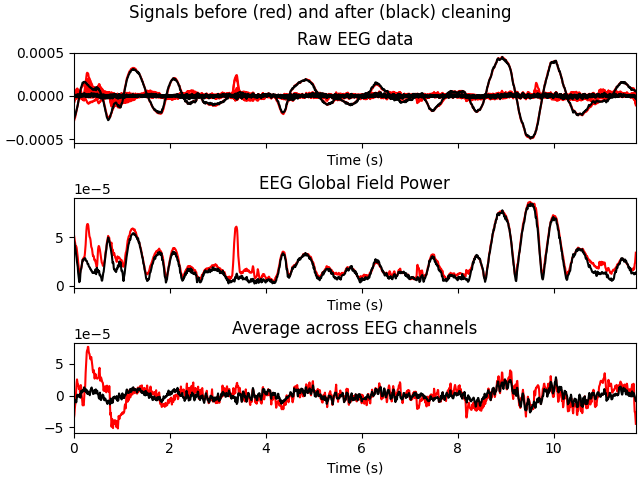 Signals before (red) and after (black) cleaning
Raw EEG data
0.0005
0.0000
−0.0005
Time (s)
1e−5
EEG Global Field Power
5
0
Time (s)
1e−5
Average across EEG channels
5
0
−5
0 2 4 6 8 10
Time (s)